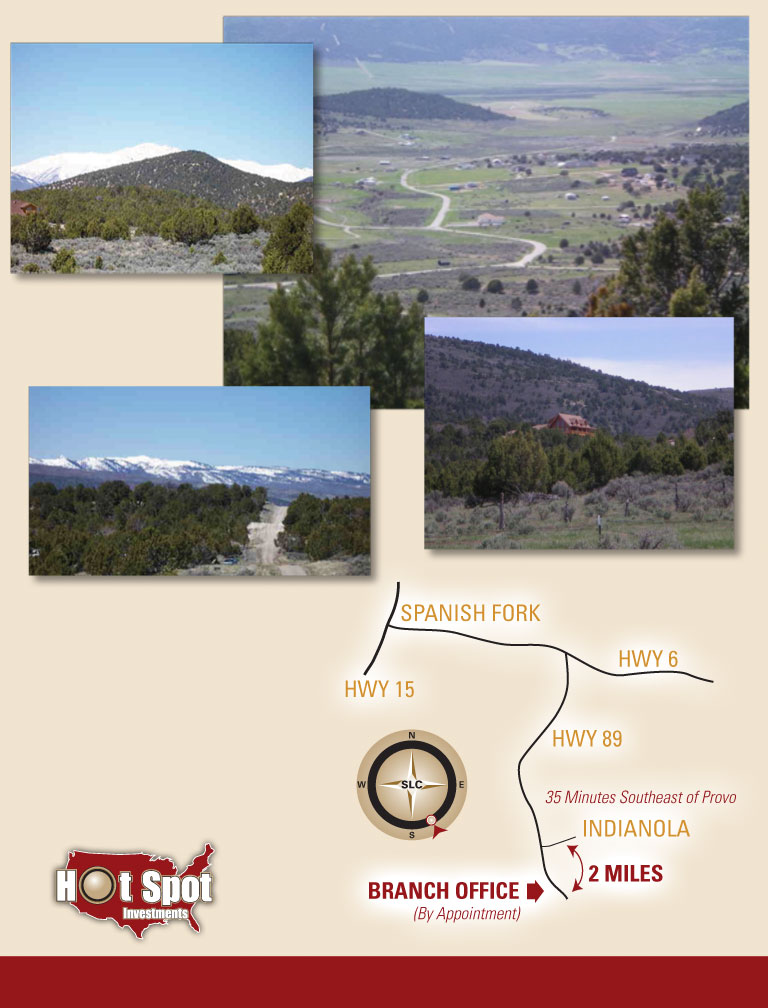 SPANISH FORK
HWY 6
HWY 15
HWY 89
N
W
SLC
E
S
35 Minutes Southeast of Provo
INDIANOLA
2 MILES
BRANCH OFFICE
(By Appointment)
Hot Spot
Investments